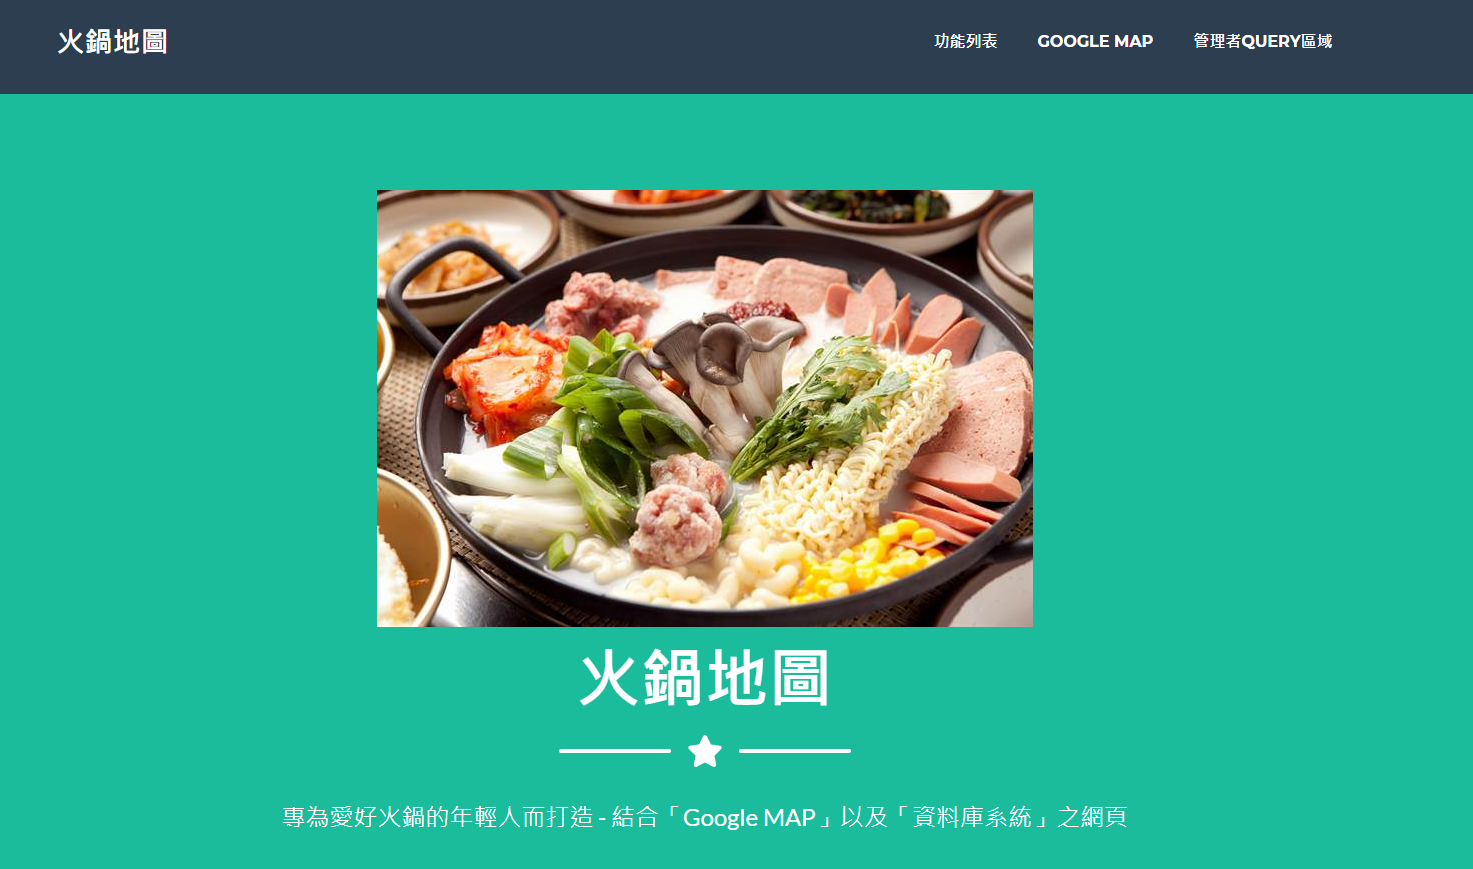 火鍋地圖
功能列表
GOOGLE MAP
管理者QUERY區域
火鍋地圖
專為愛好火鍋的年輕人而打造 - 結合「Google MAP」以及「資料庫系統」之網頁